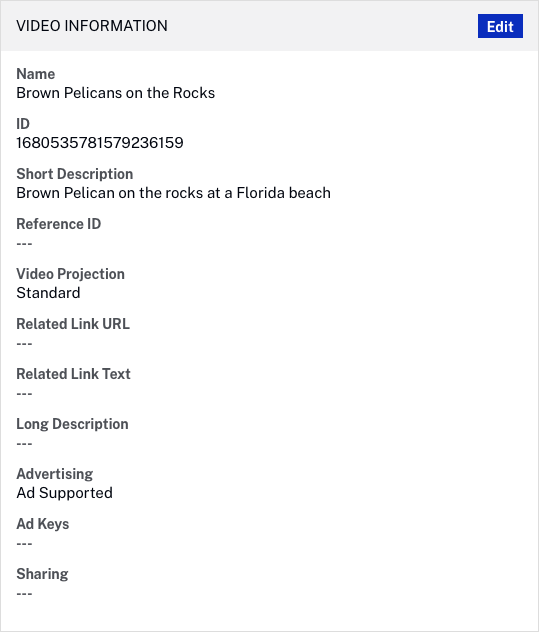 VIDEO INFORMATION
Edit
Name
Brown Pelicans on the Rocks
ID
1680535781579236159
Short Description
Brown Pelican on the rocks at a Florida beach
Reference ID
---
Video Projection
Standard
Related Link URL
---
Related Link Text
---
Long Description
---
Advertising
Ad Supported
Ad Keys
---
Sharing
---